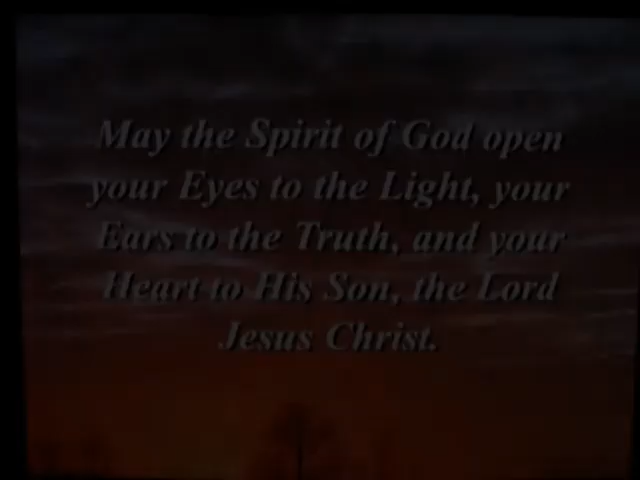 May the Spirit of God open
your Eyes to the Light, your
Ears to the Truth, and your
Heart to His Son, the Lord
Jesus Christ.